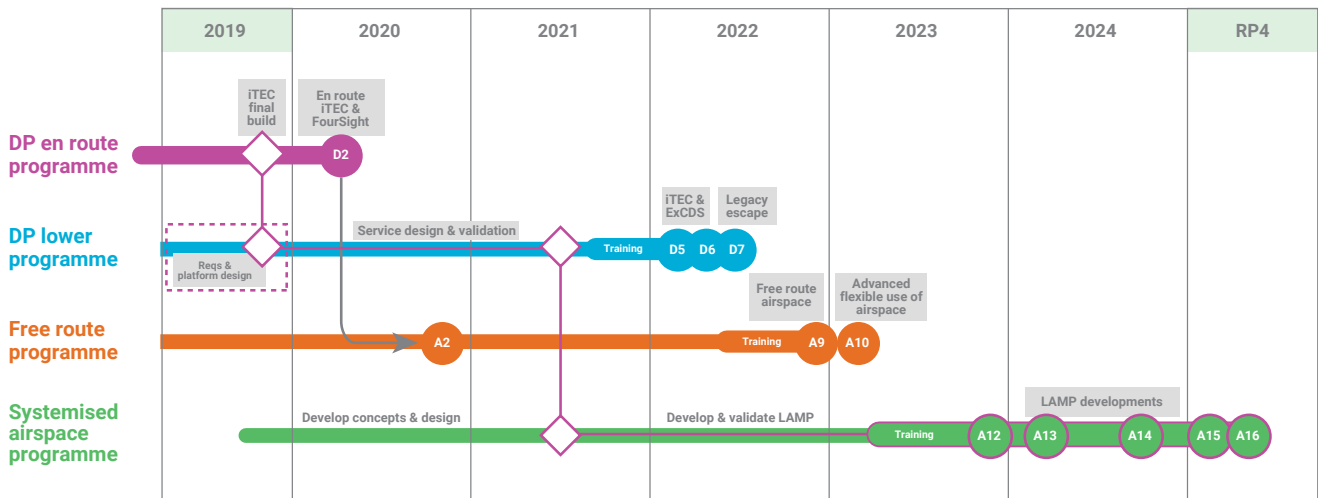 2019
2020
2021
2022
2023
2024
RP4
DP en route
programme
iTEC
final
build
En route
iTEC &
FourSight
D2
DP lower
programme
Reqs &
platform design
Service design & validation
Training
iTEC &
ExCDS
Legacy
escape
D5
D6
D7
Free route
programme
A2
Training
Free route
airspace
Advanced
flexible use of
airspace
A9
A10
Systemised
airspace
programme
Develop concepts & design
Develop & validate LAMP
Training
LAMP developments
A12
A13
A14
A15
A16